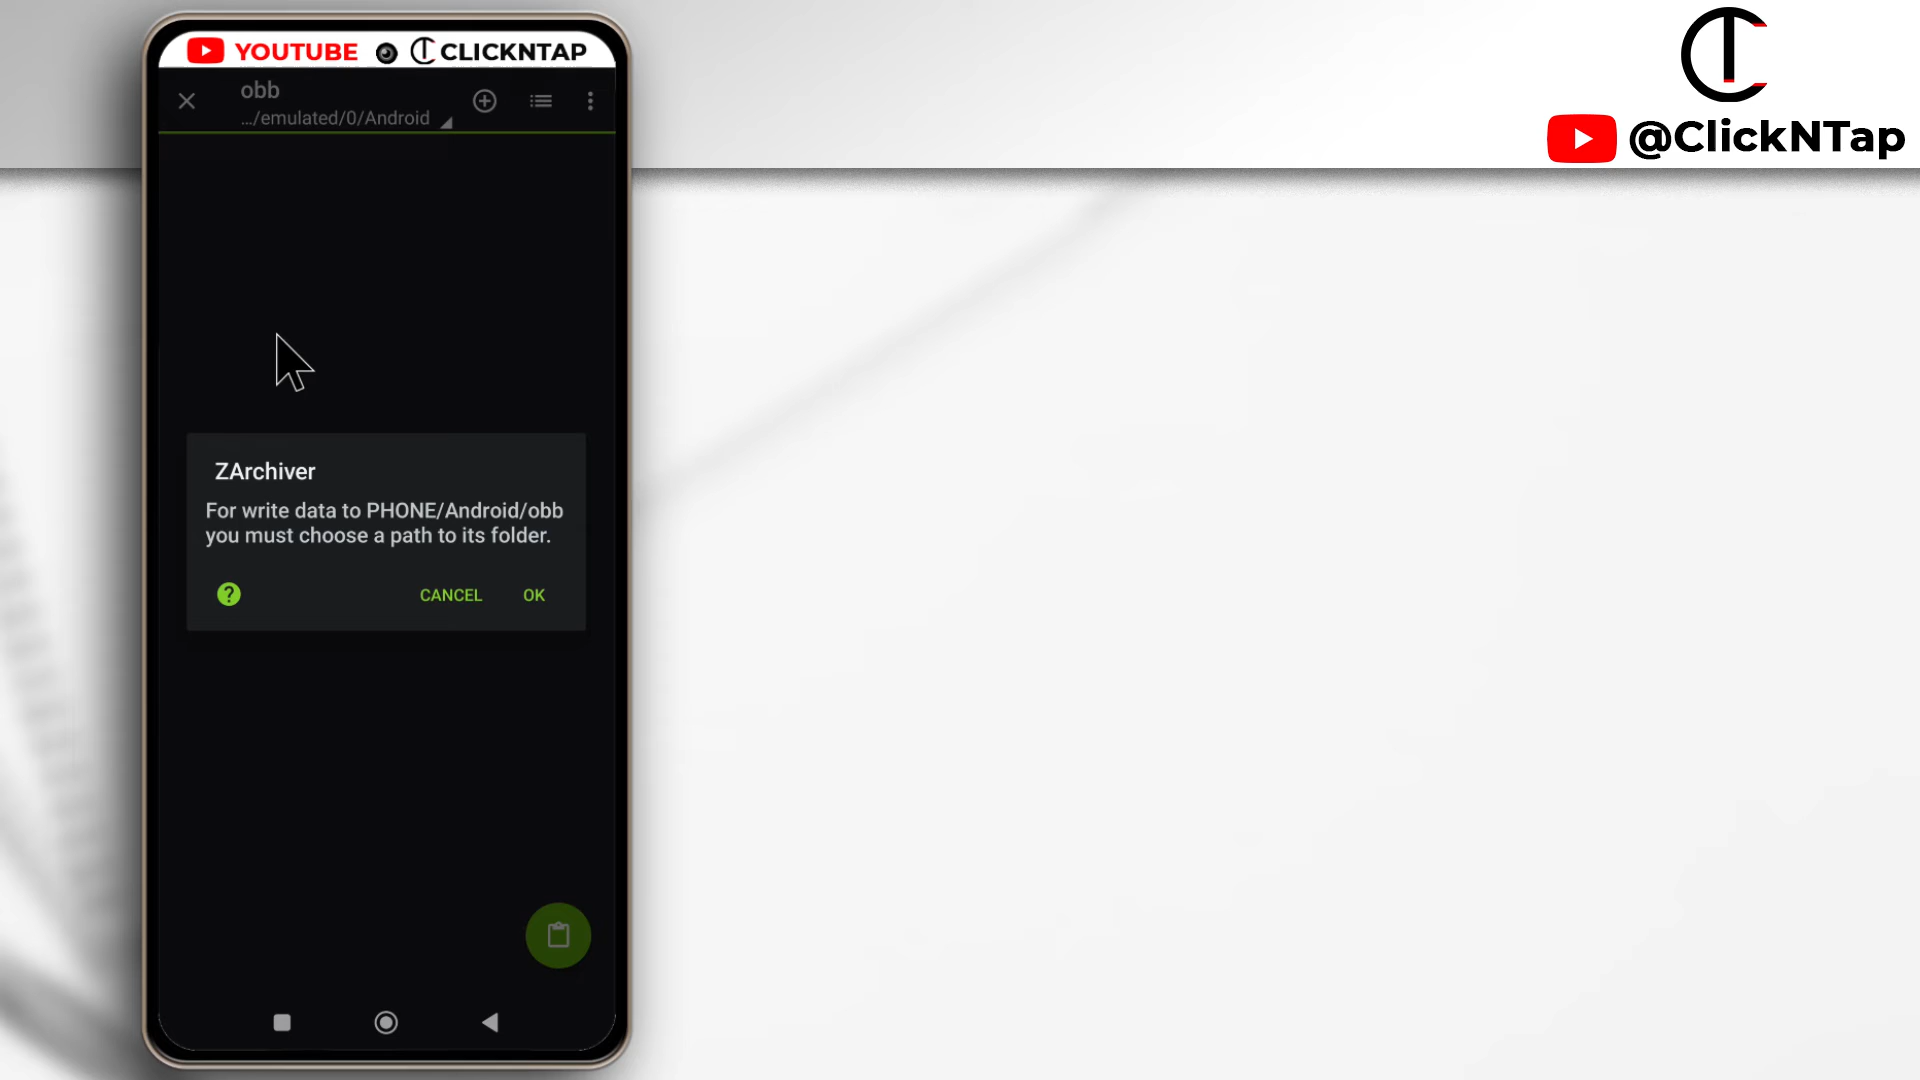 YOUTUBE CLICKNTAP
obb
.../emulated/0/Android
ZArchiver
For write data to PHONE/Android/obb
you must choose a path to its folder.
? CANCEL OK
@ClickNTap